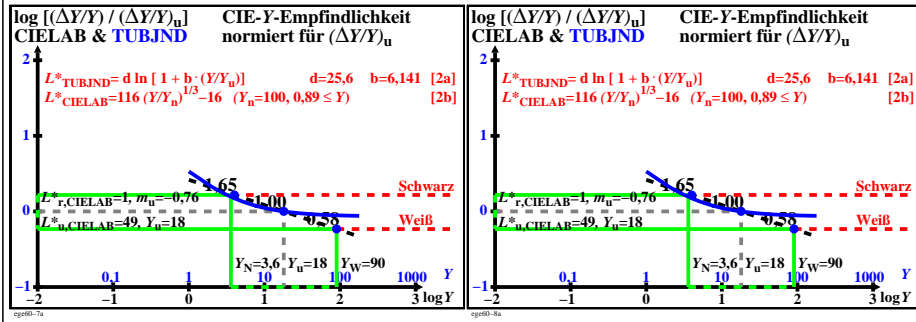 log [(ΔY/Y) / (ΔY/Y)u] CIE-Y-Empfindlichkeit
CIELAB & TUBJND normiert für (ΔY/Y)u
2
L*TUBJND= d ln [ 1 + b·(Y/Yu)] d=25,6 b=6,141 [2a]
L*CIELAB=116 (Y/Yn)1/3−16 (Yn=100, 0,89 ≤ Y) [2b]
1
1,65
Schwarz
L*r,CIELAB=1, mu=−0,76
1,00
0
0,58
Weiß
L*u,CIELAB=49, Yu=18
YN=3,6 Yu=18 YW=90
0,1 1 10 100 1000 Y
−1
−2 −1 0 1 2 3 log Y
ege60−7a
log [(ΔY/Y) / (ΔY/Y)u] CIE-Y-Empfindlichkeit
CIELAB & TUBJND normiert für (ΔY/Y)u
2
L*TUBJND= d ln [ 1 + b·(Y/Yu)] d=25,6 b=6,141 [2a]
L*CIELAB=116 (Y/Yn)1/3−16 (Yn=100, 0,89 ≤ Y) [2b]
1
1,65
Schwarz
L*r,CIELAB=1, mu=−0,76
1,00
0
0,58
Weiß
L*u,CIELAB=49, Yu=18
YN=3,6 Yu=18 YW=90
0,1 1 10 100 1000 Y
−1
−2 −1 0 1 2 3 log Y
ege60−8a